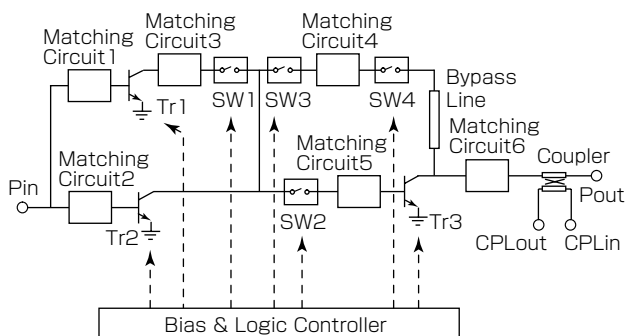 Matching
Circuit1
Matching
Circuit3
Matching
Circuit4
SW1
SW3
SW4
Bypass
Line
Tr1
Matching
Circuit2
Matching
Circuit5
Matching
Circuit6
Coupler
Pin
Pout
SW2
Tr2
Tr3
CPLout
CPLin
Bias & Logic Controller